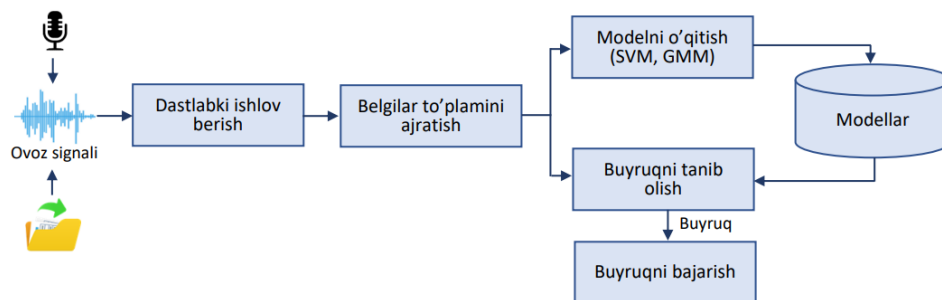 Ovoz signali
Dastlabki ishlov
berish
Belgilar to'plamini
ajratish
Modelni o'qitish
(SVM, GMM)
Modellar
Buyruqni tanib
olish
Buyruq
Buyruqni bajarish